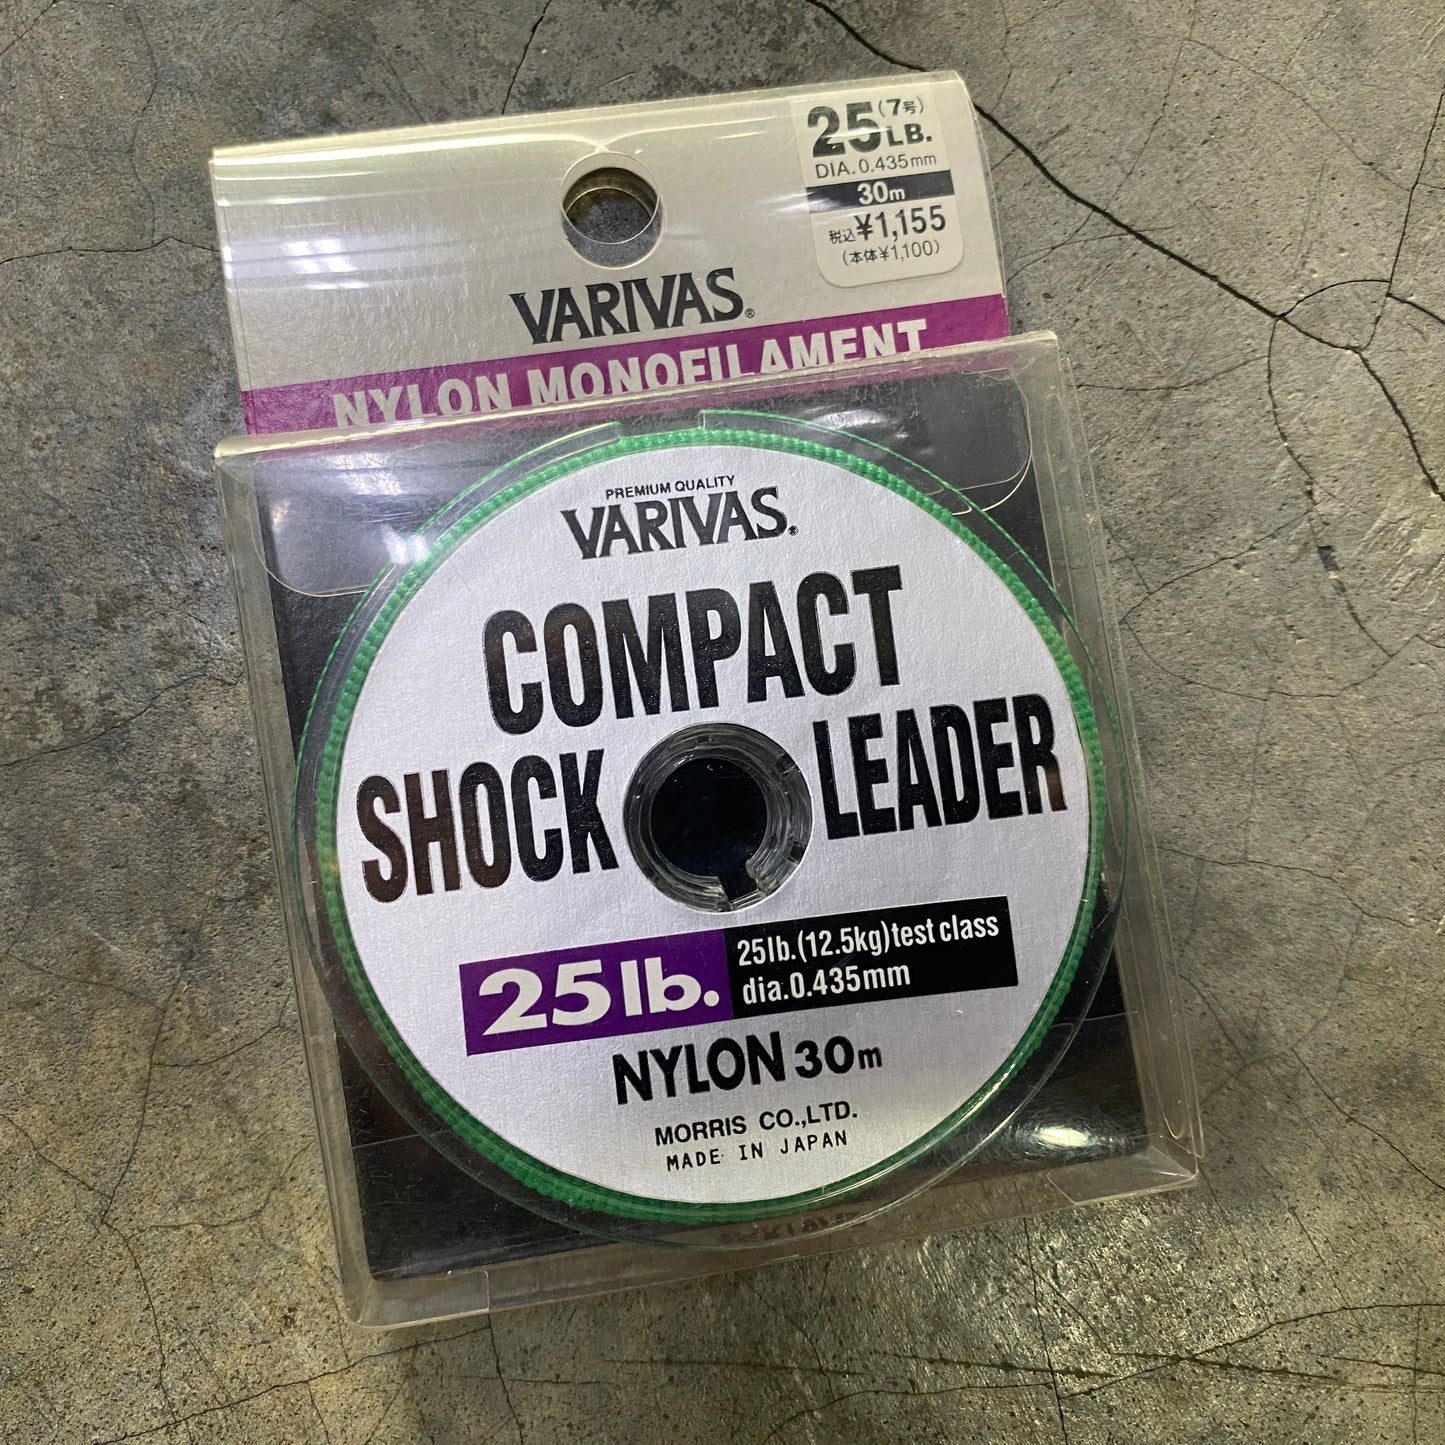 25LB.(7号)
DIA.0.435mm
30m
税込¥1,155
(本体¥1,100)
VARIVAS®
NYLON MONOFILAMENT
PREMIUM QUALITY
VARIVAS®
COMPACT
SHOCK LEADER
25lb.
25lb.(12.5kg)test class
dia.0.435mm
NYLON 30m
MORRIS CO.,LTD.
MADE IN JAPAN